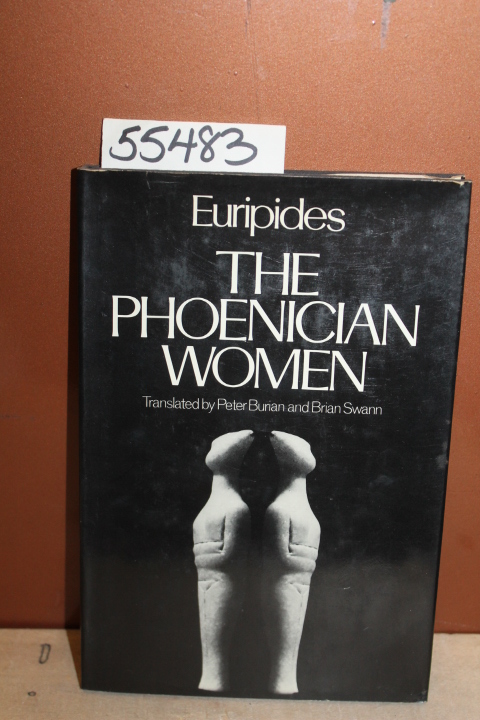 55483
Euripides
THE
PHOENICIAN
WOMEN
Translated by Peter Burian and Brian Swann
D